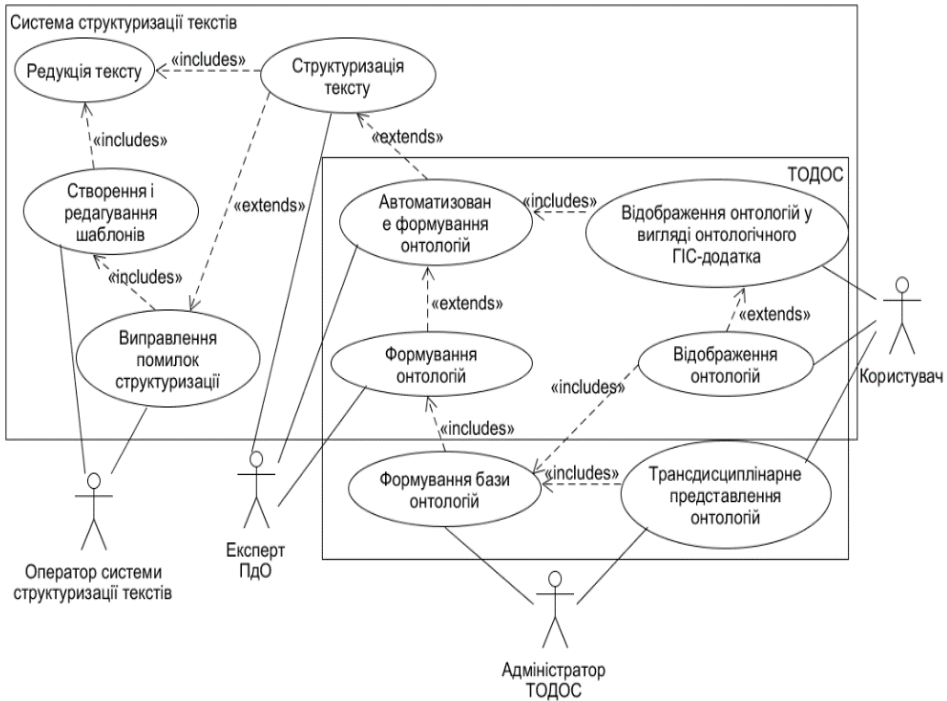 Система структуризації текстів
Редукція тексту
«includes»
Структуризація
тексту
«includes»
«extends»
ТОДОС
Створення і
редагування
шаблонів
«extends»
Автоматизован
е формування
онтологій
«includes»
Відображення онтологій у
вигляді онтологічного
ГІС-додатка
«includes»
«extends»
«extends»
Виправлення
помилок
структуризації
Формування
онтологій
Відображення
онтологій
Користувач
«includes»
«includes»
Формування бази
онтологій
«includes»
Трансдисциплінарне
представлення
онтологій
Оператор системи
структуризації текстів
Експерт
ПдО
Адміністратор
ТОДОС